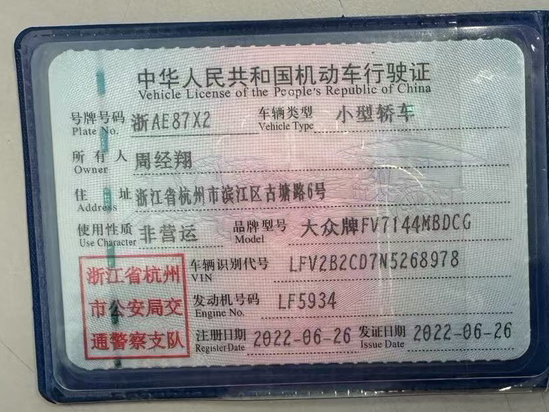 中华人民共和国机动车行驶证
Vehicle License of the People's Republic of China
号牌号码 浙AE87X2 车辆类型 小型轿车
Plate No. Vehicle Type
所有人 周经翔
Owner
住址 浙江省杭州市滨江区古塘路6号
Address
使用性质 非营运 品牌型号 大众牌FV7144MBDCG
Use Character Model
浙江省杭州
市公安局交
通警察支队
车辆识别代号 LFV2B2CD7N5268978
VIN
发动机号码 LF5934
Engine No.
注册日期 2022-06-26 发证日期 2022-06-26
Register Date Issue Date